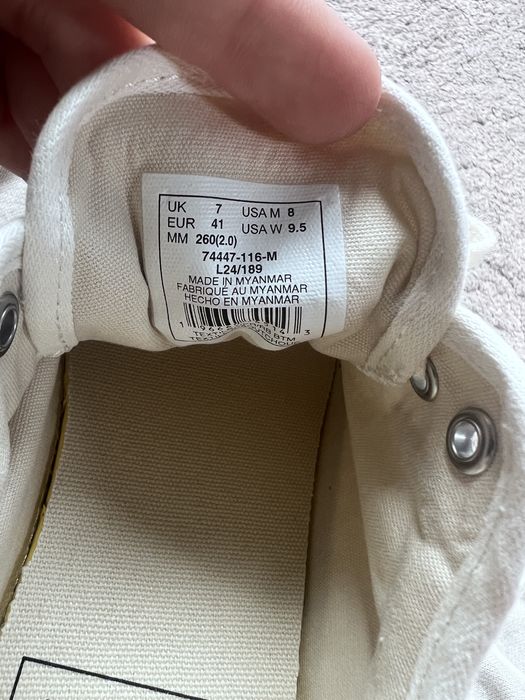 UK 7 USA M 8
EUR 41 USA W 9.5
MM 260(2.0)
74447-116-M
L24/189
MADE IN MYANMAR
FABRIQUÉ AU MYANMAR
HECHO EN MYANMAR